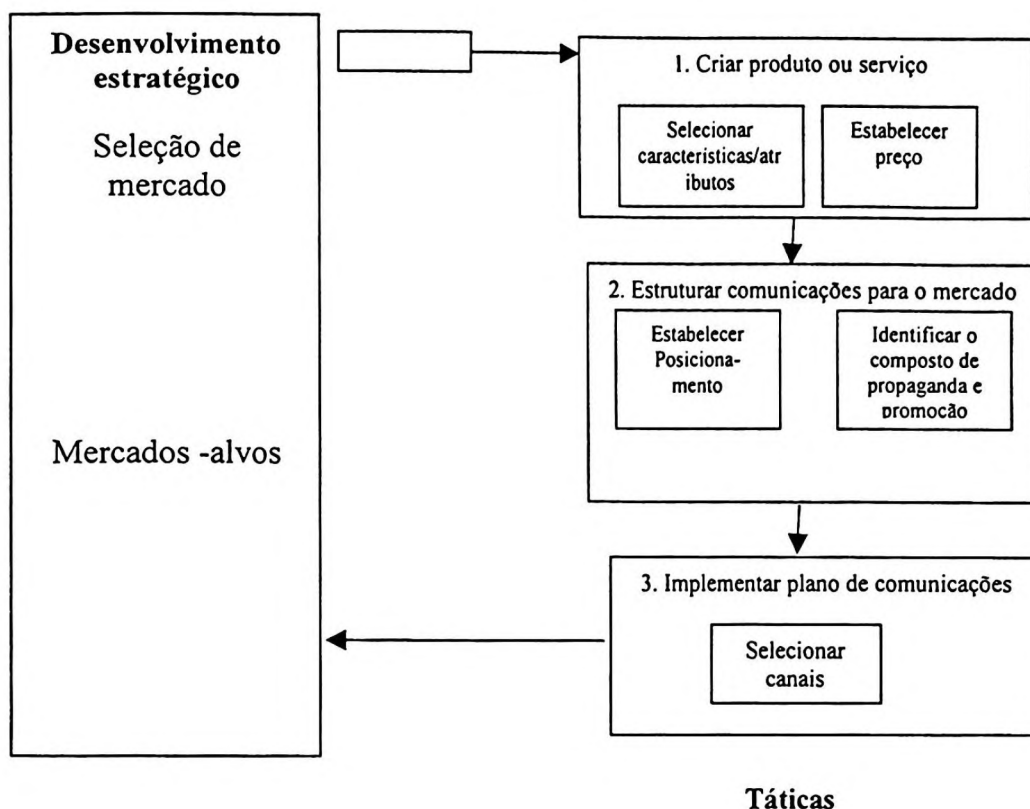 Desenvolvimento
estratégico
Seleção de
mercado
Mercados -alvos
1. Criar produto ou serviço
Selecionar
características/atr
ibutos
Estabelecer
preço
2. Estruturar comunicações para o mercado
Estabelecer
Posiciona-
mento
Identificar o
composto de
propaganda e
promoção
3. Implementar plano de comunicações
Selecionar
canais
Táticas